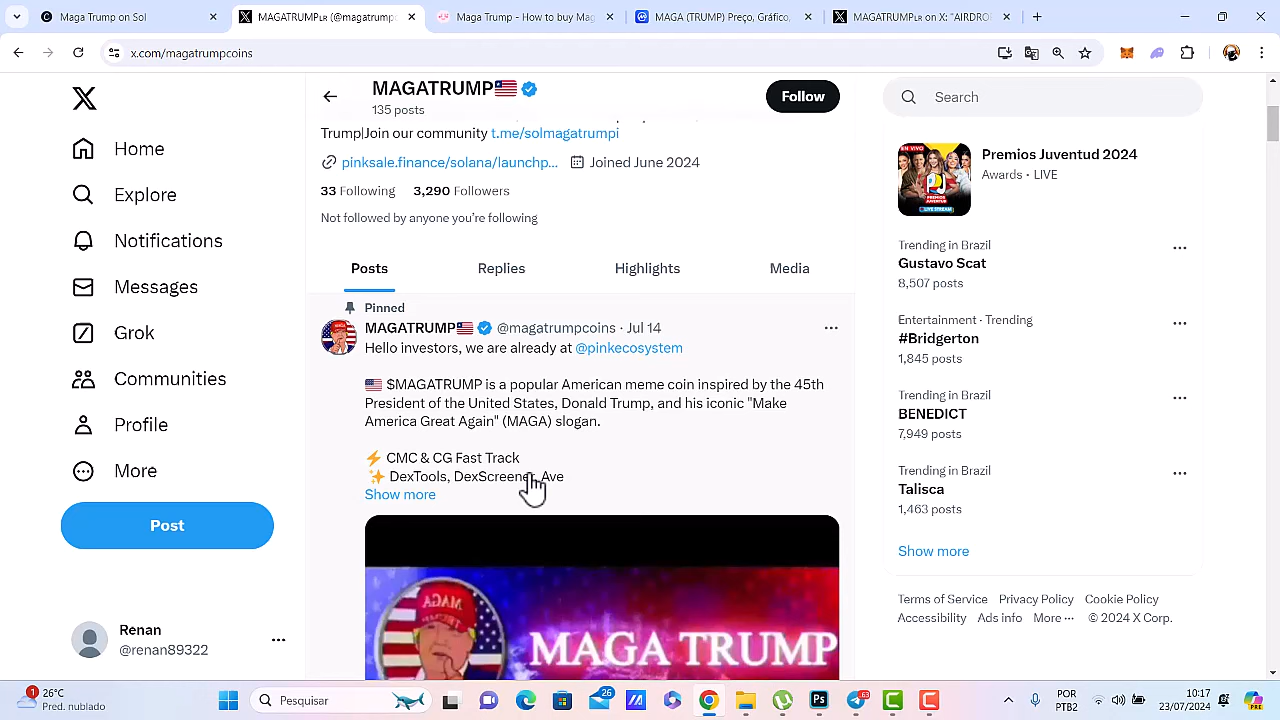 Maga Trump on Sol
MAGATRUMP🇺🇸 (@magatrumpc
Maga Trump - How to buy Mag
MAGA (TRUMP) Preço, Gráfico
MAGATRUMP🇺🇸 on X: "AIRDRO
x.com/magatrumpcoins
MAGATRUMP🇺🇸
135 posts
Follow
Trump|Join our community t.me/solmagatrumpi
pinksale.finance/solana/launchp... Joined June 2024
33 Following 3,290 Followers
Not followed by anyone you're following
Posts Replies Highlights Media
Pinned
MAGATRUMP🇺🇸 @magatrumpcoins · Jul 14
Hello investors, we are already at @pinkecosystem
🇺🇸 $MAGATRUMP is a popular American meme coin inspired by the 45th
President of the United States, Donald Trump, and his iconic "Make
America Great Again" (MAGA) slogan.
⚡ CMC & CG Fast Track
✨ DexTools, DexScreener, Ave
Show more
MAGA
MAGA TRUMP
Home
Explore
Notifications
Messages
Grok
Communities
Profile
More
Post
Renan
@renan89322
Search
EN VIVO
Premios Juventud 2024
Awards · LIVE
Trending in Brazil
Gustavo Scat
8,507 posts
Entertainment · Trending
#Bridgerton
1,845 posts
Trending in Brazil
BENEDICT
7,949 posts
Trending in Brazil
Talisca
1,463 posts
Show more
Terms of Service Privacy Policy Cookie Policy
Accessibility Ads info More ··· © 2024 X Corp.
1
26°C
Pred. nublado
Pesquisar
26
63
POR
PTB2
10:17
23/07/2024